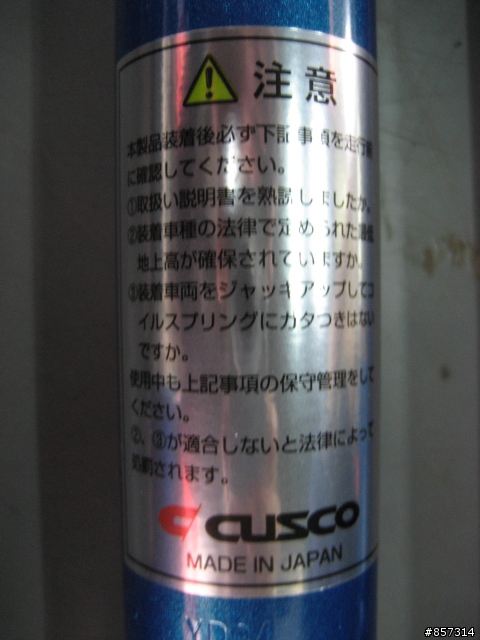 注意
本製品装着後必ず下記事項を走行前
に確認してください。
①取扱い説明書を熟読しましたか。
②装着車種の法律で定められた最低
地上高が確保されていますか。
③装着車両をジャッキアップしてコ
イルスプリングにガタつきはない
ですか。
使用中も上記事項の保守管理をして
ください。
②、③が適合しないと法律によって
処罰されます。
CUSCO
MADE IN JAPAN
#857314